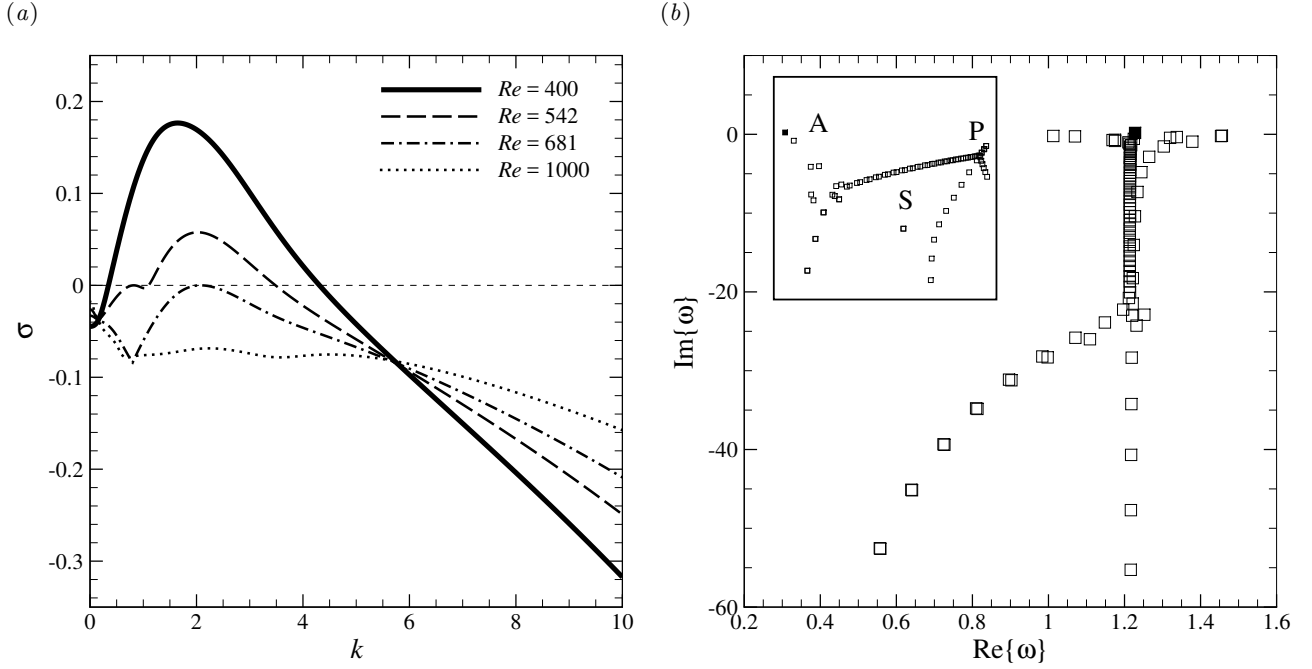 (a)
σ
0.2
0.1
0
-0.1
-0.2
-0.3
0 2 4 6 8 10
k
Re = 400
Re = 542
Re = 681
Re = 1000
(b)
Im{ω}
0
-20
-40
-60
0.2 0.4 0.6 0.8 1 1.2 1.4 1.6
Re{ω}
A
P
S